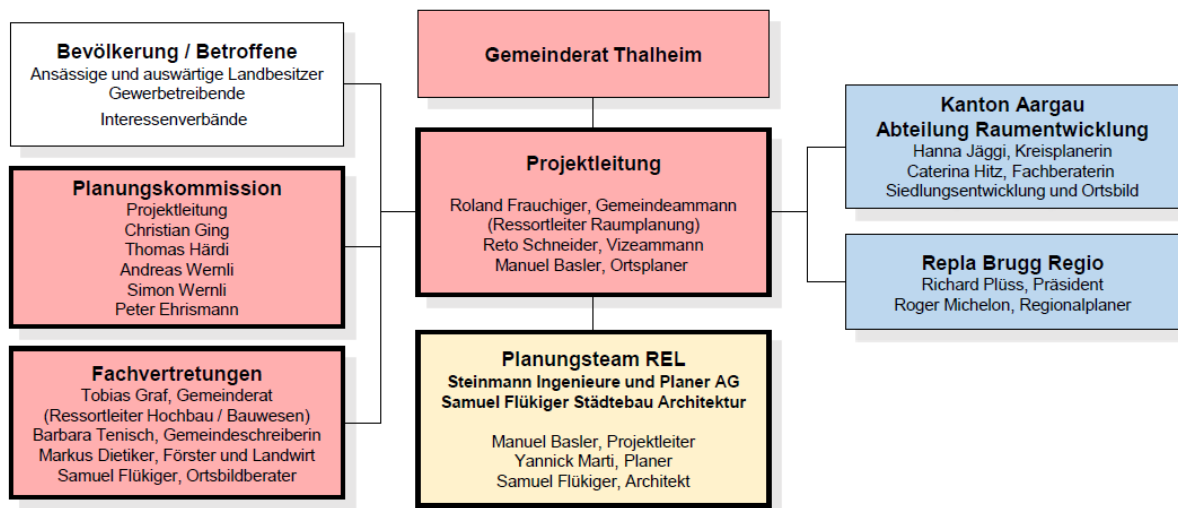 Bevölkerung / Betroffene
Ansässige und auswärtige Landbesitzer
Gewerbetreibende
Interessenverbände
Planungskommission
Projektleitung
Christian Ging
Thomas Härdi
Andreas Wernli
Simon Wernli
Peter Ehrismann
Fachvertretungen
Tobias Graf, Gemeinderat
(Ressortleiter Hochbau / Bauwesen)
Barbara Tenisch, Gemeindeschreiberin
Markus Dietiker, Förster und Landwirt
Samuel Flükiger, Ortsbildberater
Gemeinderat Thalheim
Projektleitung
Roland Frauchiger, Gemeindeammann
(Ressortleiter Raumplanung)
Reto Schneider, Vizeammann
Manuel Basler, Ortsplaner
Planungsteam REL
Steinmann Ingenieure und Planer AG
Samuel Flükiger Städtebau Architektur
Manuel Basler, Projektleiter
Yannick Marti, Planer
Samuel Flükiger, Architekt
Kanton Aargau
Abteilung Raumentwicklung
Hanna Jäggi, Kreisplanerin
Caterina Hitz, Fachberaterin
Siedlungsentwicklung und Ortsbild
Repla Brugg Regio
Richard Plüss, Präsident
Roger Michelon, Regionalplaner